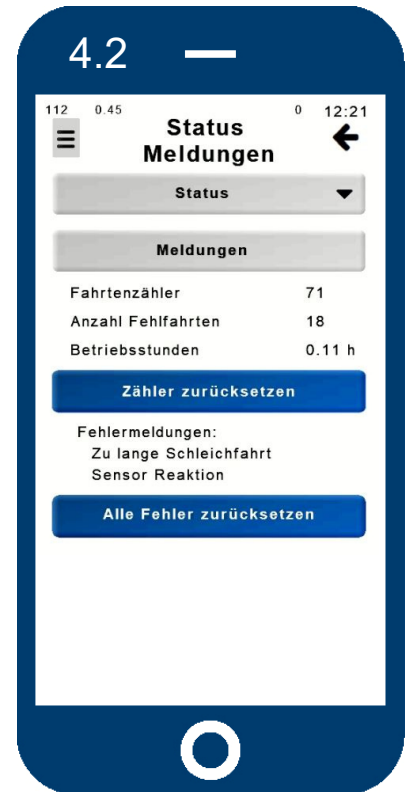 4.2
112 0.45 0 12:21
Status
Meldungen
Status
Meldungen
Fahrtenzähler 71
Anzahl Fehlfahrten 18
Betriebsstunden 0.11 h
Zähler zurücksetzen
Fehlermeldungen:
Zu lange Schleichfahrt
Sensor Reaktion
Alle Fehler zurücksetzen